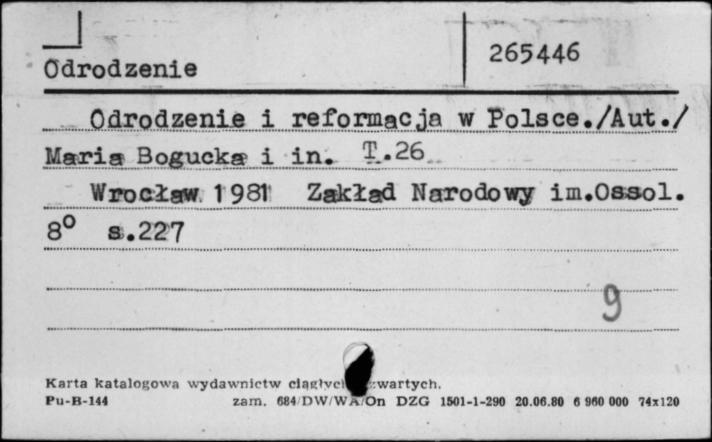 265446
Odrodzenie
Odrodzenie i reformacja w Polsce./Aut./
Maria Bogucka i in. T.26
Wrocław 1981 Zakład Narodowy im.Ossol.
8° s.227
9
Karta katalogowa wydawnictw zwartych.
Pu-B-144 zam. 684/DW/WA/On DZG 1501-1-290 20.06.80 6 960 000 74x120